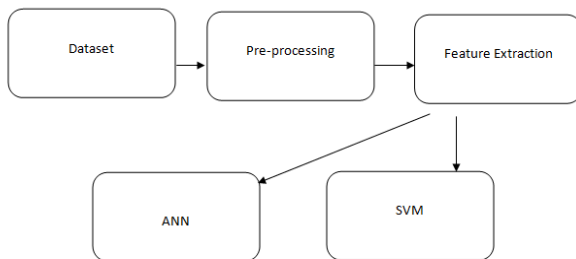 Dataset
Pre-processing
Feature Extraction
ANN
SVM